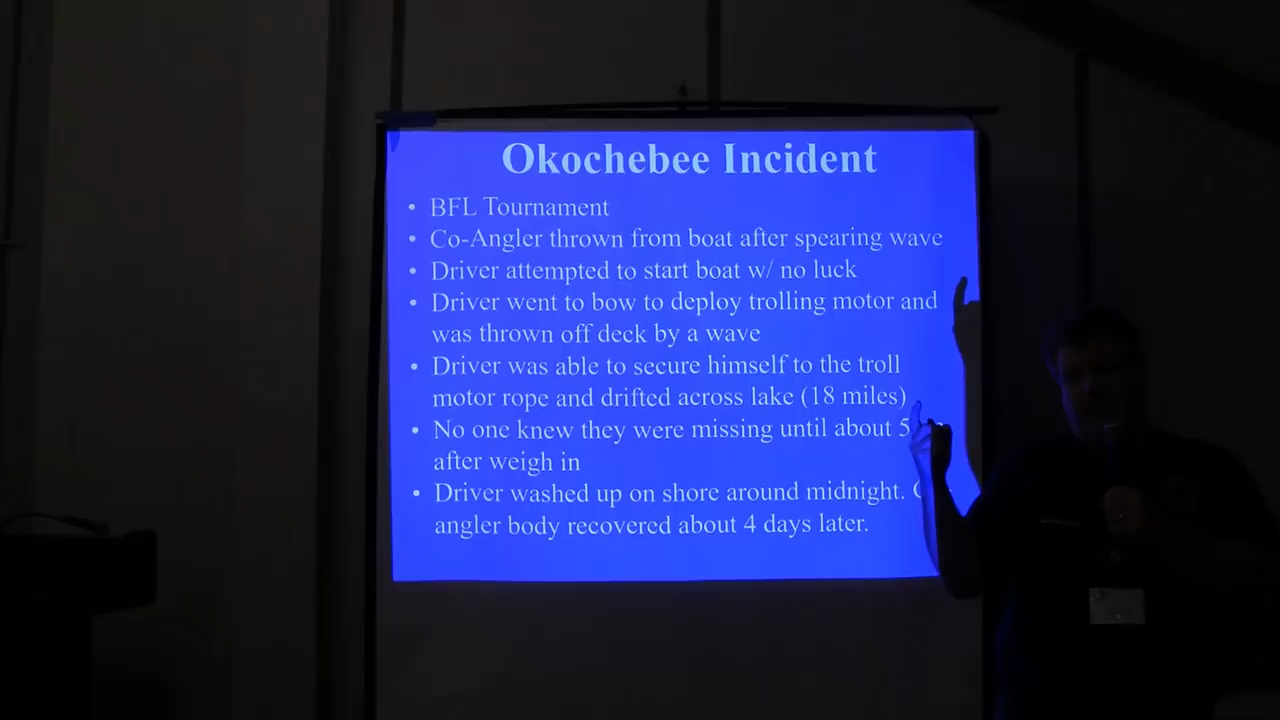 Okochebee Incident
• BFL Tournament
• Co-Angler thrown from boat after spearing wave
• Driver attempted to start boat w/ no luck
• Driver went to bow to deploy trolling motor and
was thrown off deck by a wave
• Driver was able to secure himself to the troll
motor rope and drifted across lake (18 miles)
• No one knew they were missing until about 5
after weigh in
• Driver washed up on shore around midnight.
angler body recovered about 4 days later.